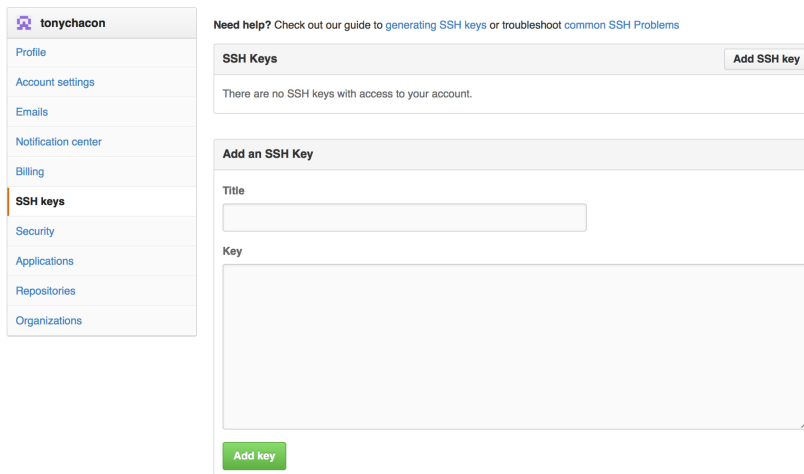 tonychacon
Profile
Account settings
Emails
Notification center
Billing
SSH keys
Security
Applications
Repositories
Organizations
Need help? Check out our guide to generating SSH keys or troubleshoot common SSH Problems
SSH Keys
Add SSH key
There are no SSH keys with access to your account.
Add an SSH Key
Title
Key
Add key